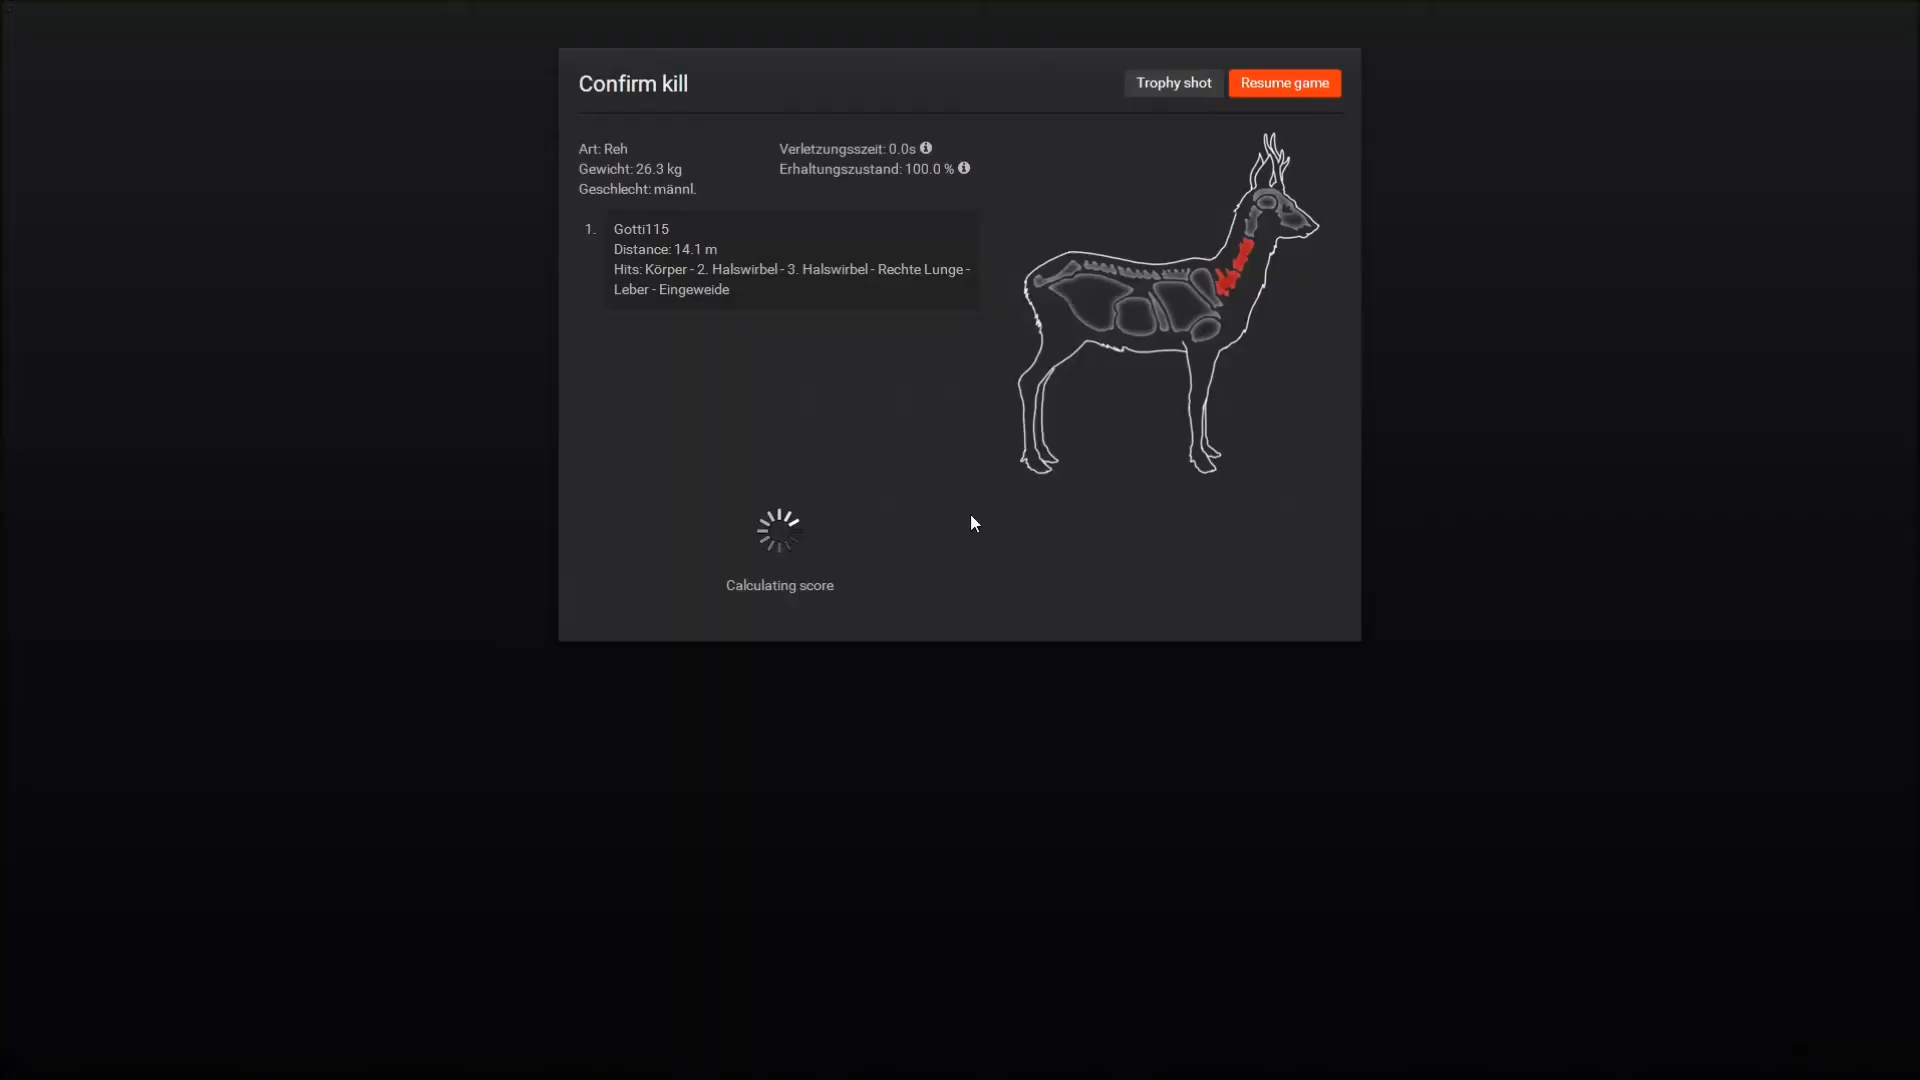 Confirm kill
Trophy shot
Resume game
Art: Reh
Gewicht: 26.3 kg
Geschlecht: männl.
Verletzungsszeit: 0.0s
Erhaltungszustand: 100.0 %
1.
Gotti115
Distance: 14.1 m
Hits: Körper - 2. Halswirbel - 3. Halswirbel - Rechte Lunge -
Leber - Eingeweide
Calculating score